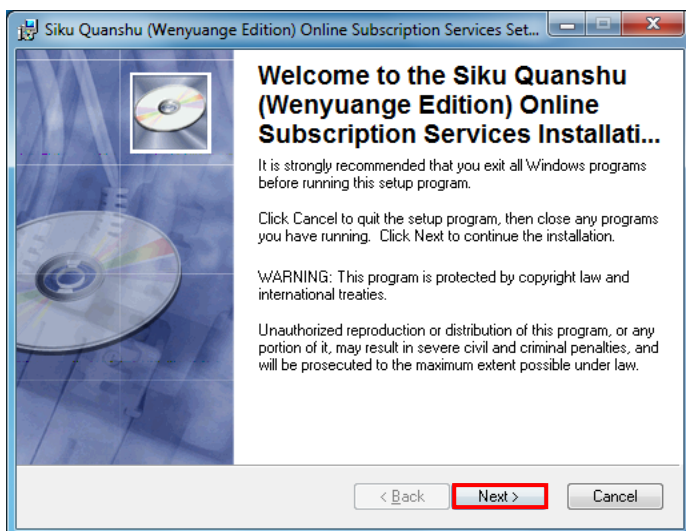 Siku Quanshu (Wenyuange Edition) Online Subscription Services Set...
Welcome to the Siku Quanshu
(Wenyuange Edition) Online
Subscription Services Installati...
It is strongly recommended that you exit all Windows programs
before running this setup program.
Click Cancel to quit the setup program, then close any programs
you have running. Click Next to continue the installation.
WARNING: This program is protected by copyright law and
international treaties.
Unauthorized reproduction or distribution of this program, or any
portion of it, may result in severe civil and criminal penalties, and
will be prosecuted to the maximum extent possible under law.
< Back Next > Cancel